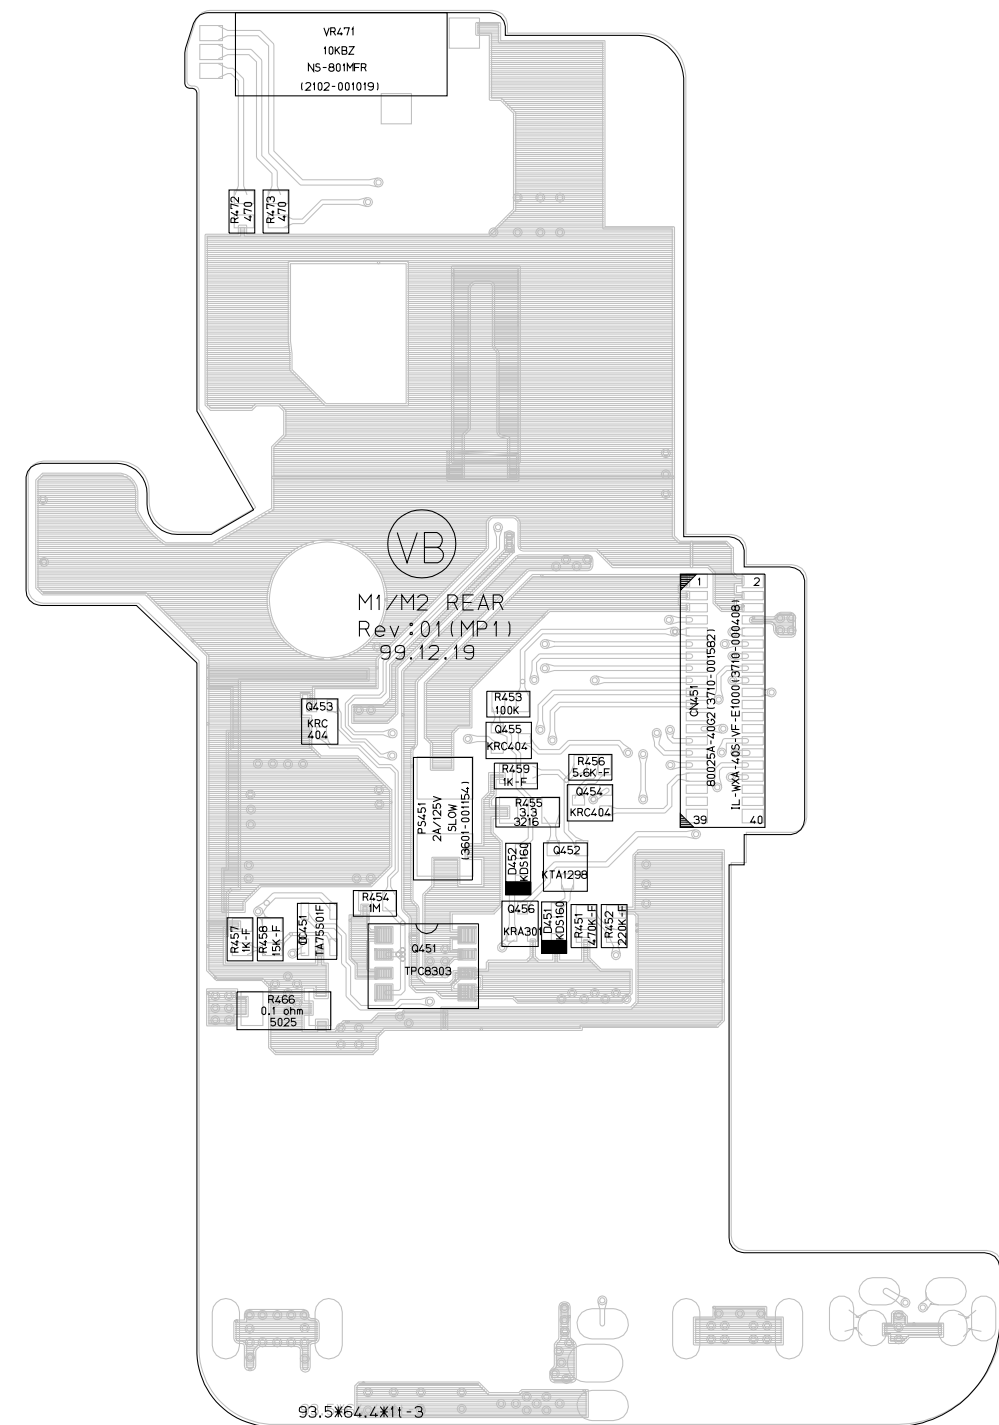 VR471
10KBZ
NS-801MFR
(2102-001019)
R472
470
R473
470
VB
M1/M2 REAR
Rev:01(MP1)
99.12.19
1
2
CN451
80025A-40G2(3710-001582)
IL-WXA-40S-VF-E1000(3710-000408)
39
40
Q453
KRC
404
R453
100K
Q455
KRC404
R459
1K-F
R456
5.6K-F
Q454
KRC404
R455
3.3
3216
PS451
2A/125V
SLOW
(3601-001154)
D452
KDS160
Q452
KTA1298
R454
1M
Q456
KRA301
D451
KDS160
R451
470K-F
R452
220K-F
R457
1K-F
R458
15K-F
IC451
TA75S01F
Q451
TPC8303
R466
0.1 ohm
5025
93.5*64.4*1t-3